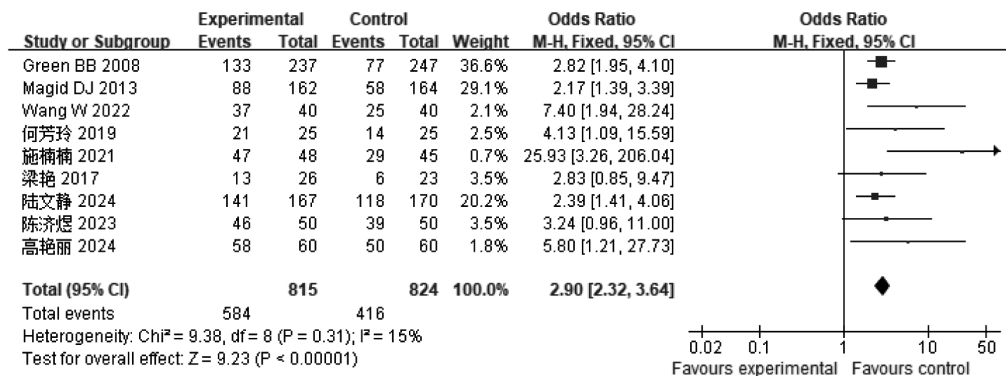 Experimental Control Odds Ratio Odds Ratio
Study or Subgroup Events Total Events Total Weight M-H, Fixed, 95% CI M-H, Fixed, 95% CI
Green BB 2008 133 237 77 247 36.6% 2.82 [1.95, 4.10]
Magid DJ 2013 88 162 58 164 29.1% 2.17 [1.39, 3.39]
Wang W 2022 37 40 25 40 2.1% 7.40 [1.94, 28.24]
何芳玲 2019 21 25 14 25 2.9% 4.13 [1.09, 15.59]
施楠楠 2021 47 48 29 45 0.7% 25.93 [3.26, 206.04]
梁艳 2017 13 26 6 23 3.5% 2.83 [0.85, 9.47]
陆文静 2024 141 167 118 170 20.2% 2.39 [1.41, 4.06]
陈济煜 2023 46 50 39 50 3.2% 3.24 [0.96, 11.00]
高艳丽 2024 58 60 50 60 1.8% 5.80 [1.21, 27.73]
Total (95% CI) 815 824 100.0% 2.90 [2.32, 3.64]
Total events 584 416
Heterogeneity: Chi² = 9.38, df = 8 (P = 0.31); I² = 15%
Test for overall effect: Z = 9.23 (P < 0.00001)
0.02 0.1 1 10 50
Favours experimental Favours control